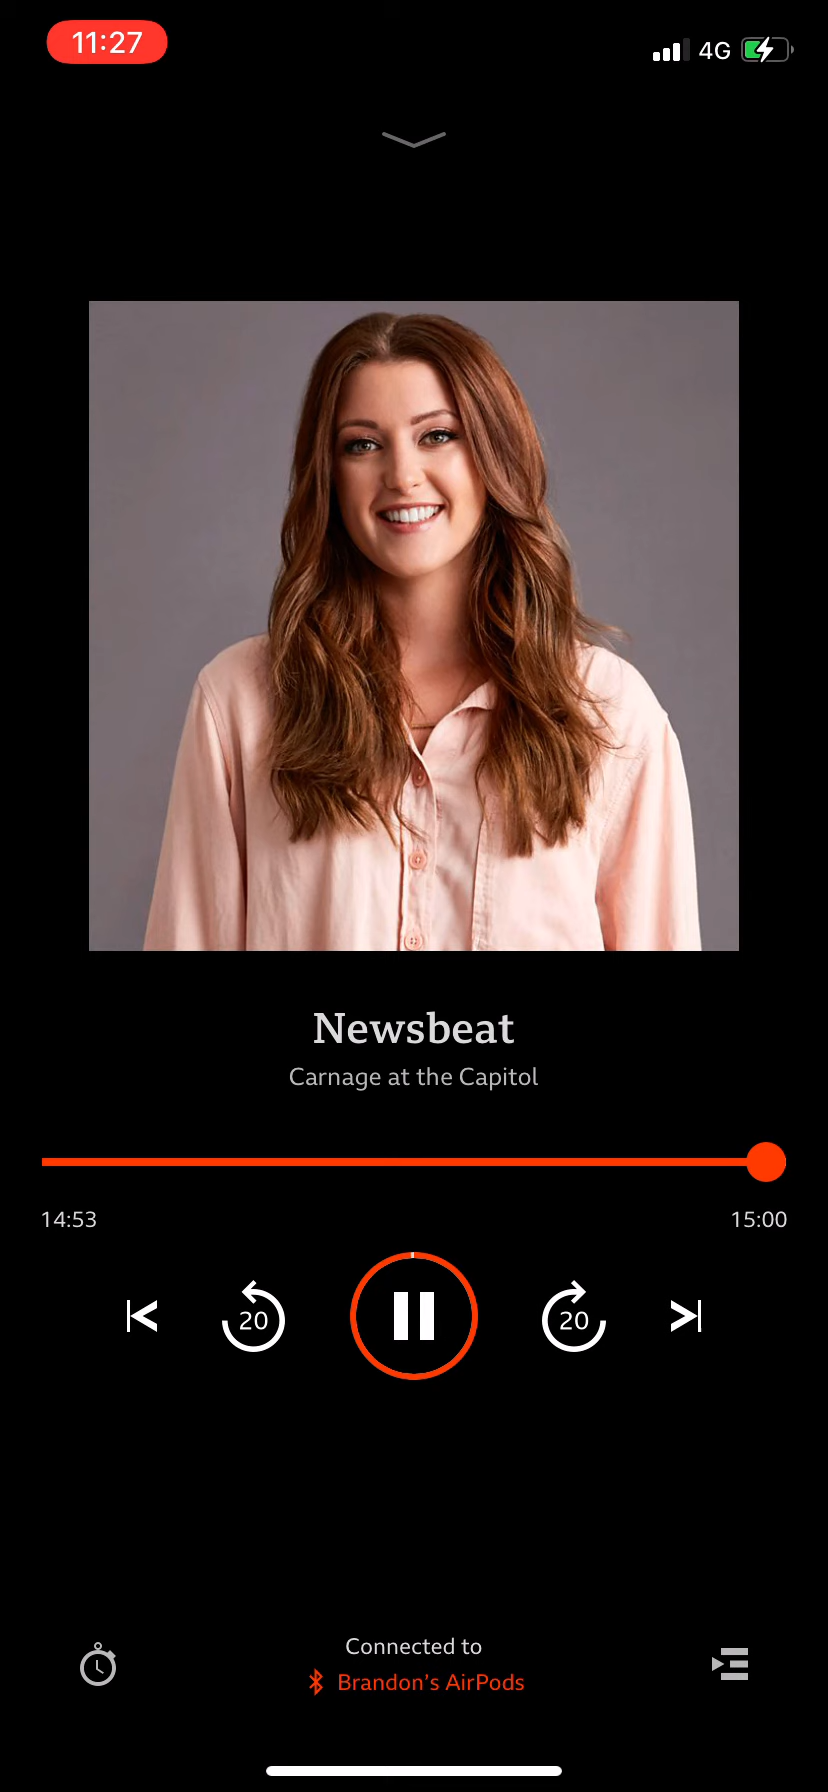 11:27
4G
Newsbeat
Carnage at the Capitol
14:53
15:00
20
20
Connected to
Brandon’s AirPods